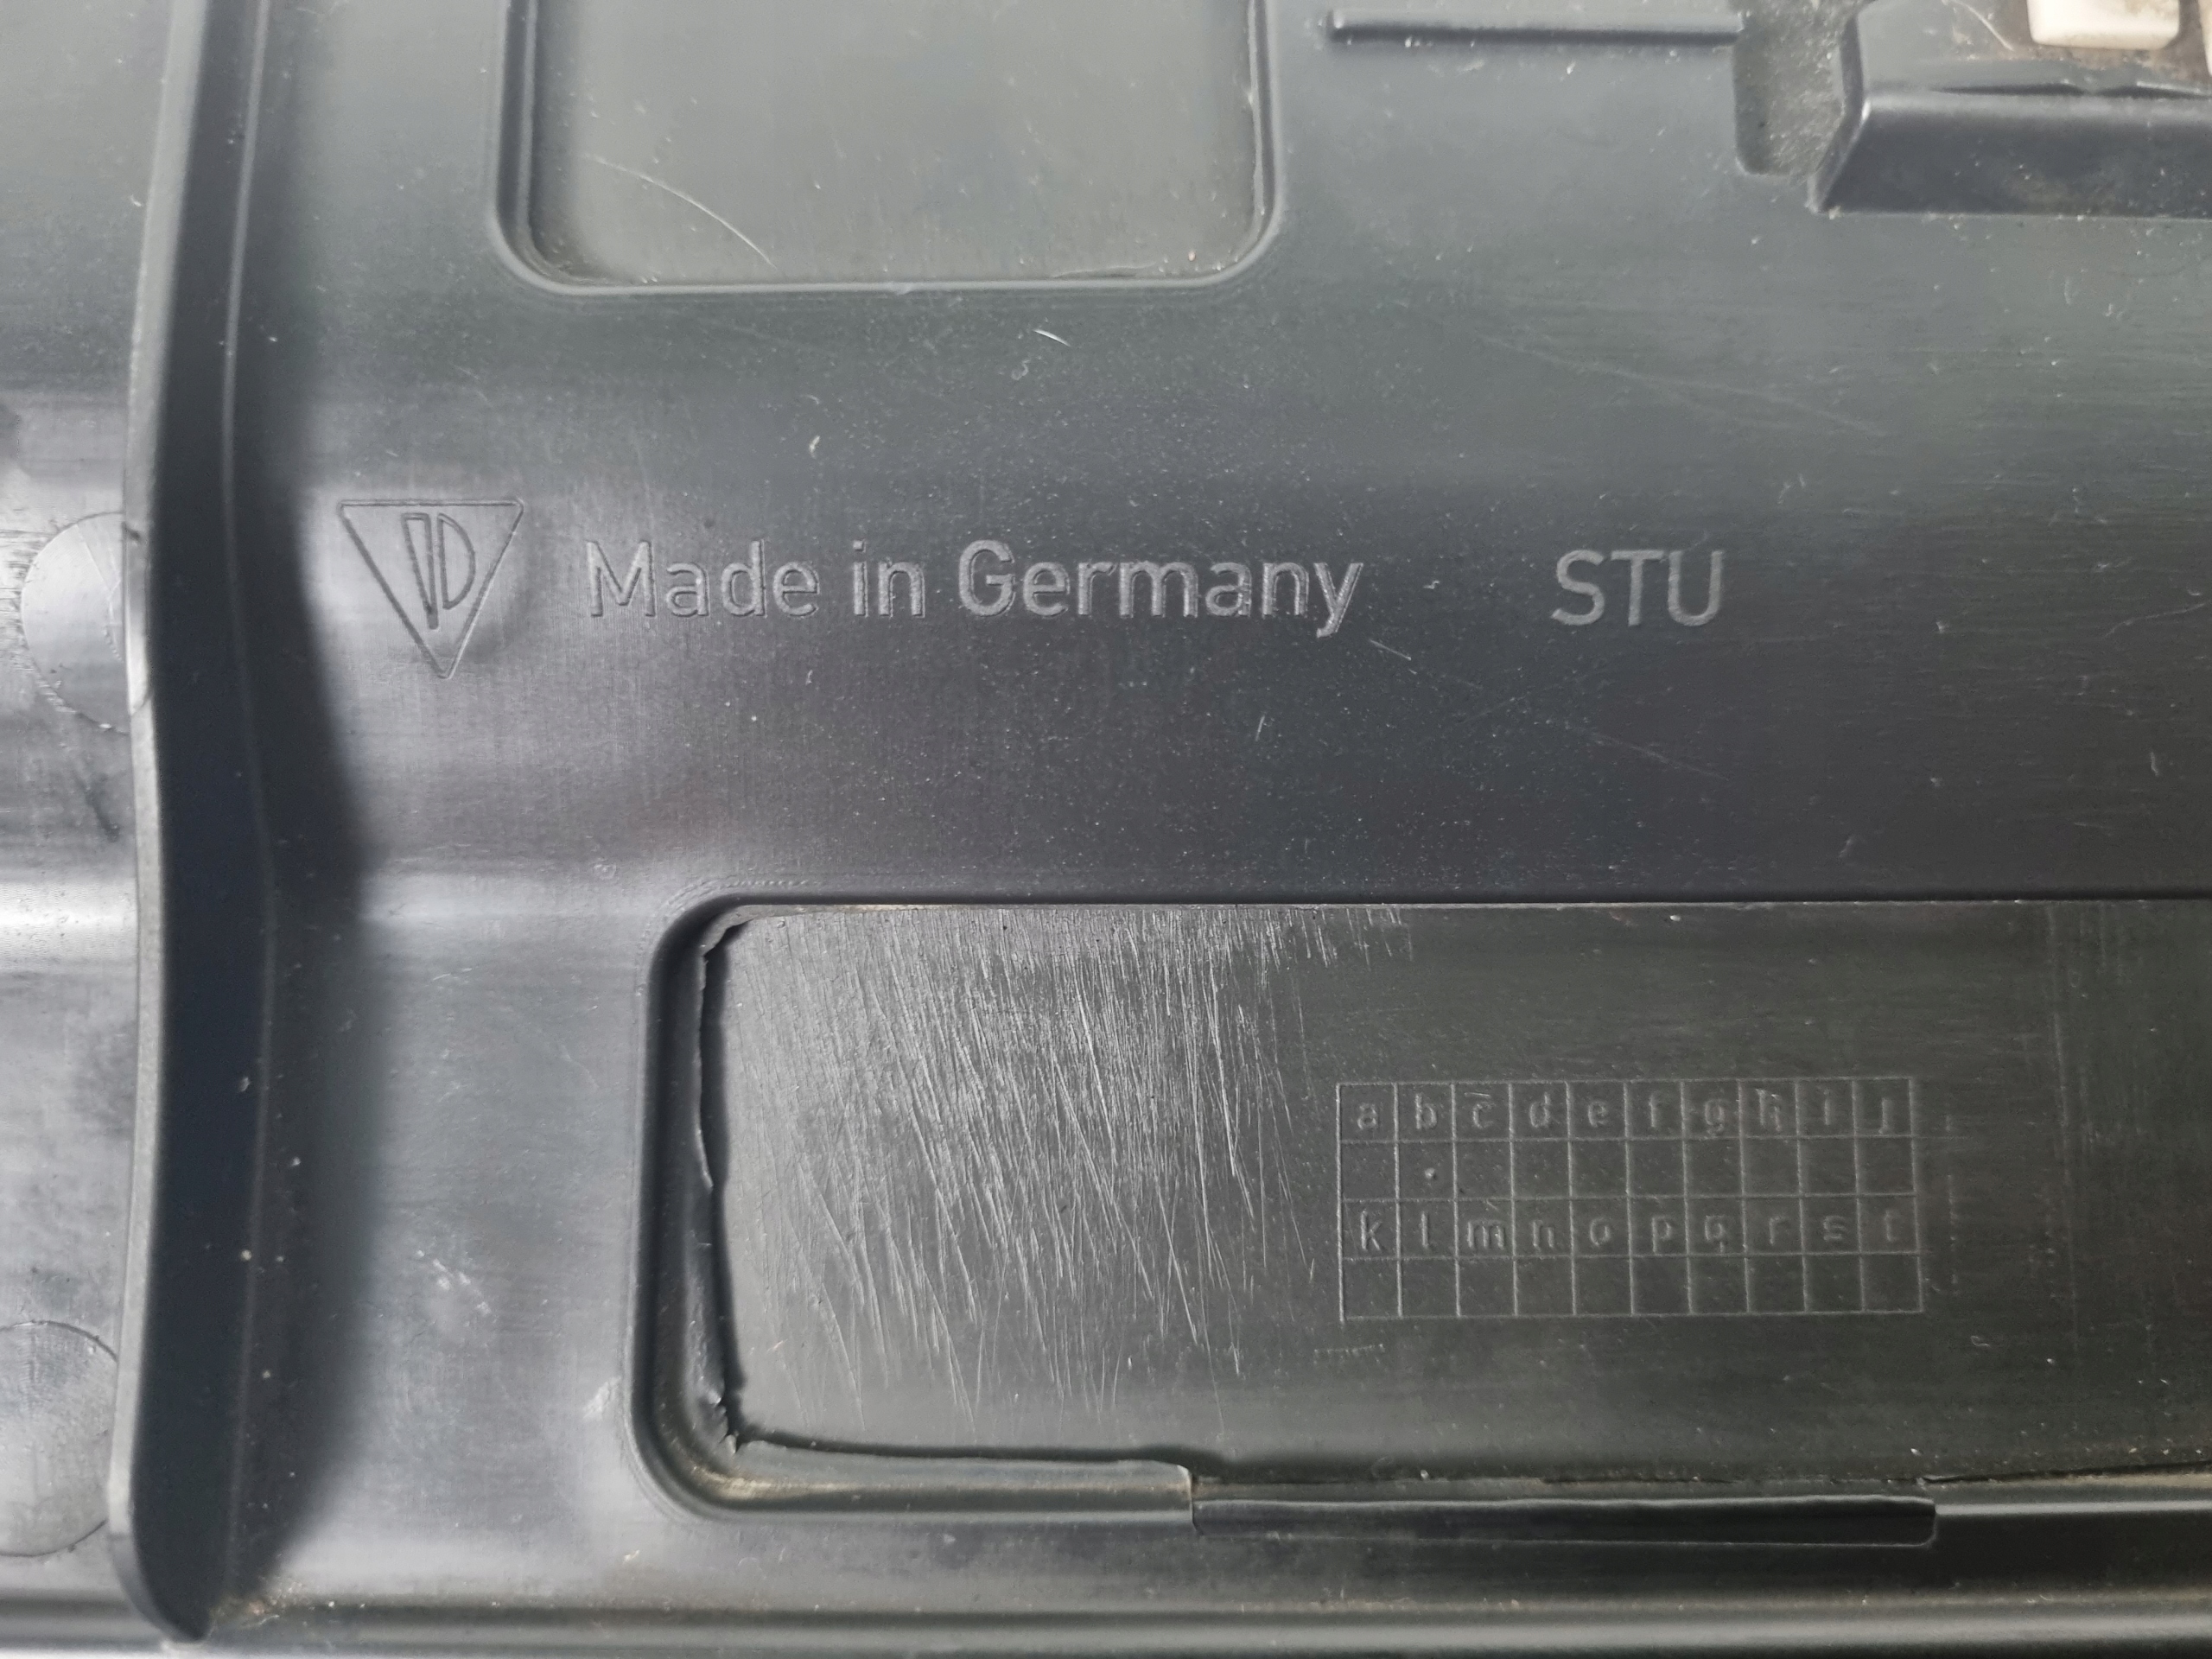 Made in Germany STU
a b c d e f g h i j
k l m n o p q r s t